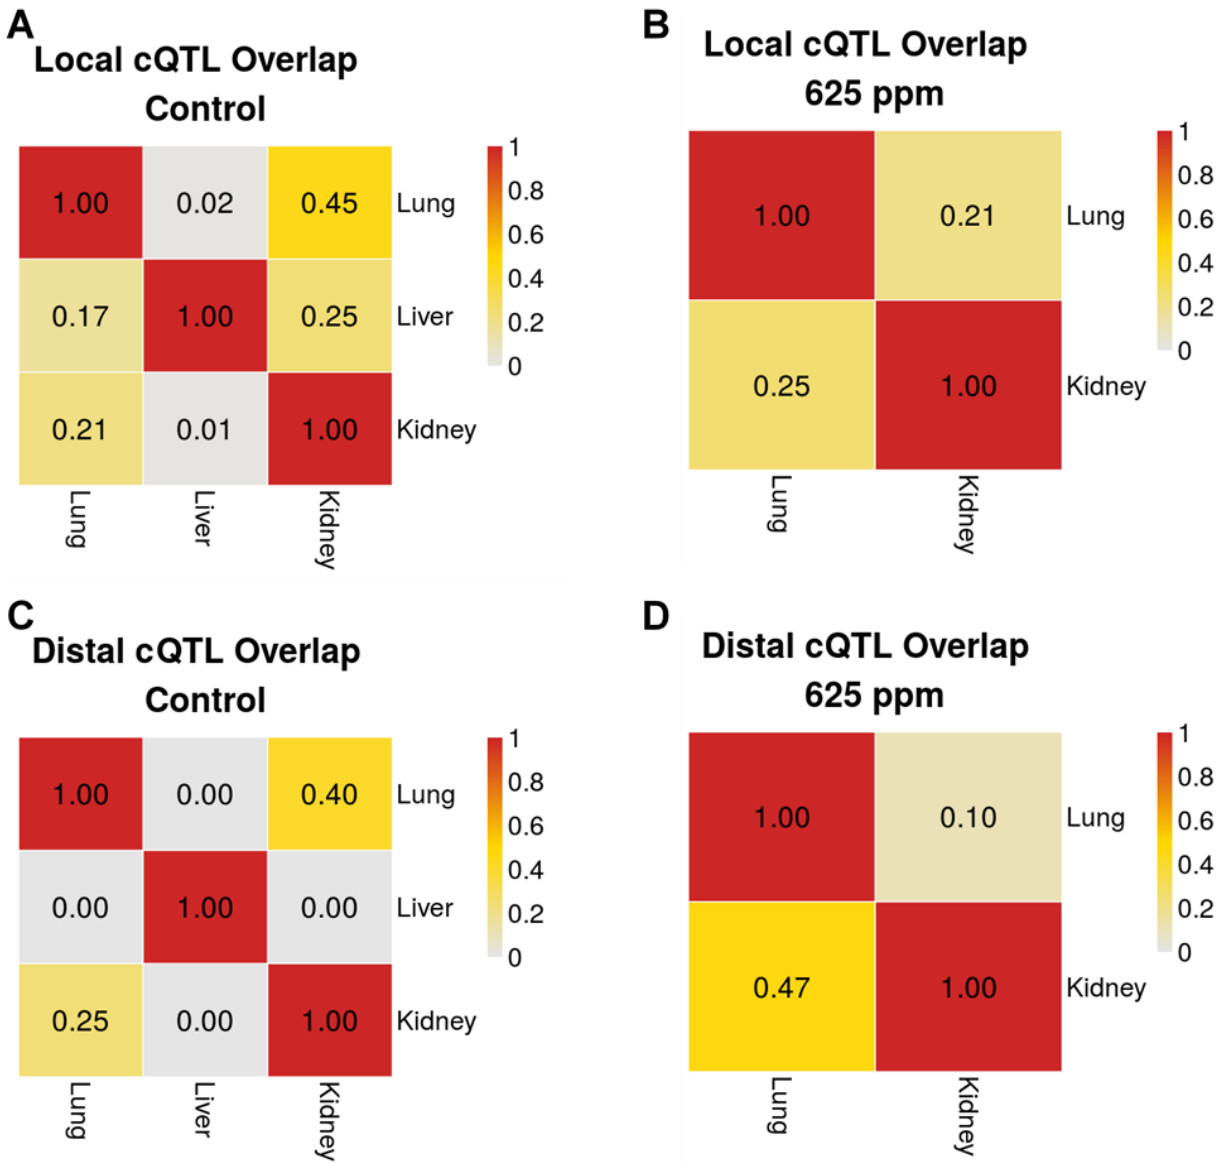 A
Local cQTL Overlap
Control
1.00 0.02 0.45 Lung
0.17 1.00 0.25 Liver
0.21 0.01 1.00 Kidney
Lung Liver Kidney
1
0.8
0.6
0.4
0.2
0
B
Local cQTL Overlap
625 ppm
1.00 0.21 Lung
0.25 1.00 Kidney
Lung Kidney
1
0.8
0.6
0.4
0.2
0
C
Distal cQTL Overlap
Control
1.00 0.00 0.40 Lung
0.00 1.00 0.00 Liver
0.25 0.00 1.00 Kidney
Lung Liver Kidney
1
0.8
0.6
0.4
0.2
0
D
Distal cQTL Overlap
625 ppm
1.00 0.10 Lung
0.47 1.00 Kidney
Lung Kidney
1
0.8
0.6
0.4
0.2
0